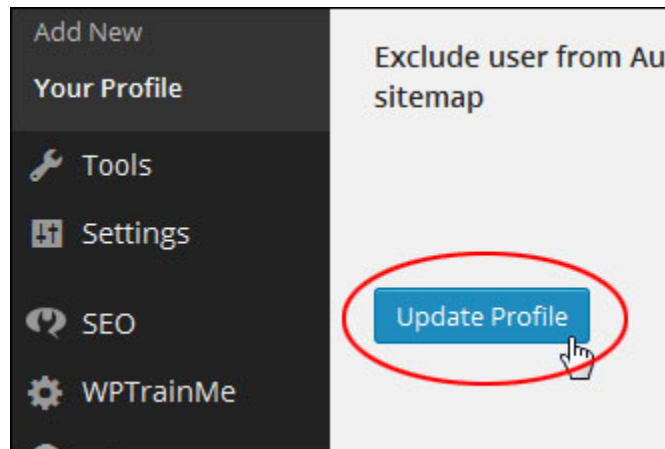 Add New
Your Profile
Tools
Settings
SEO
WPTrainMe
Exclude user from Au
sitemap
Update Profile